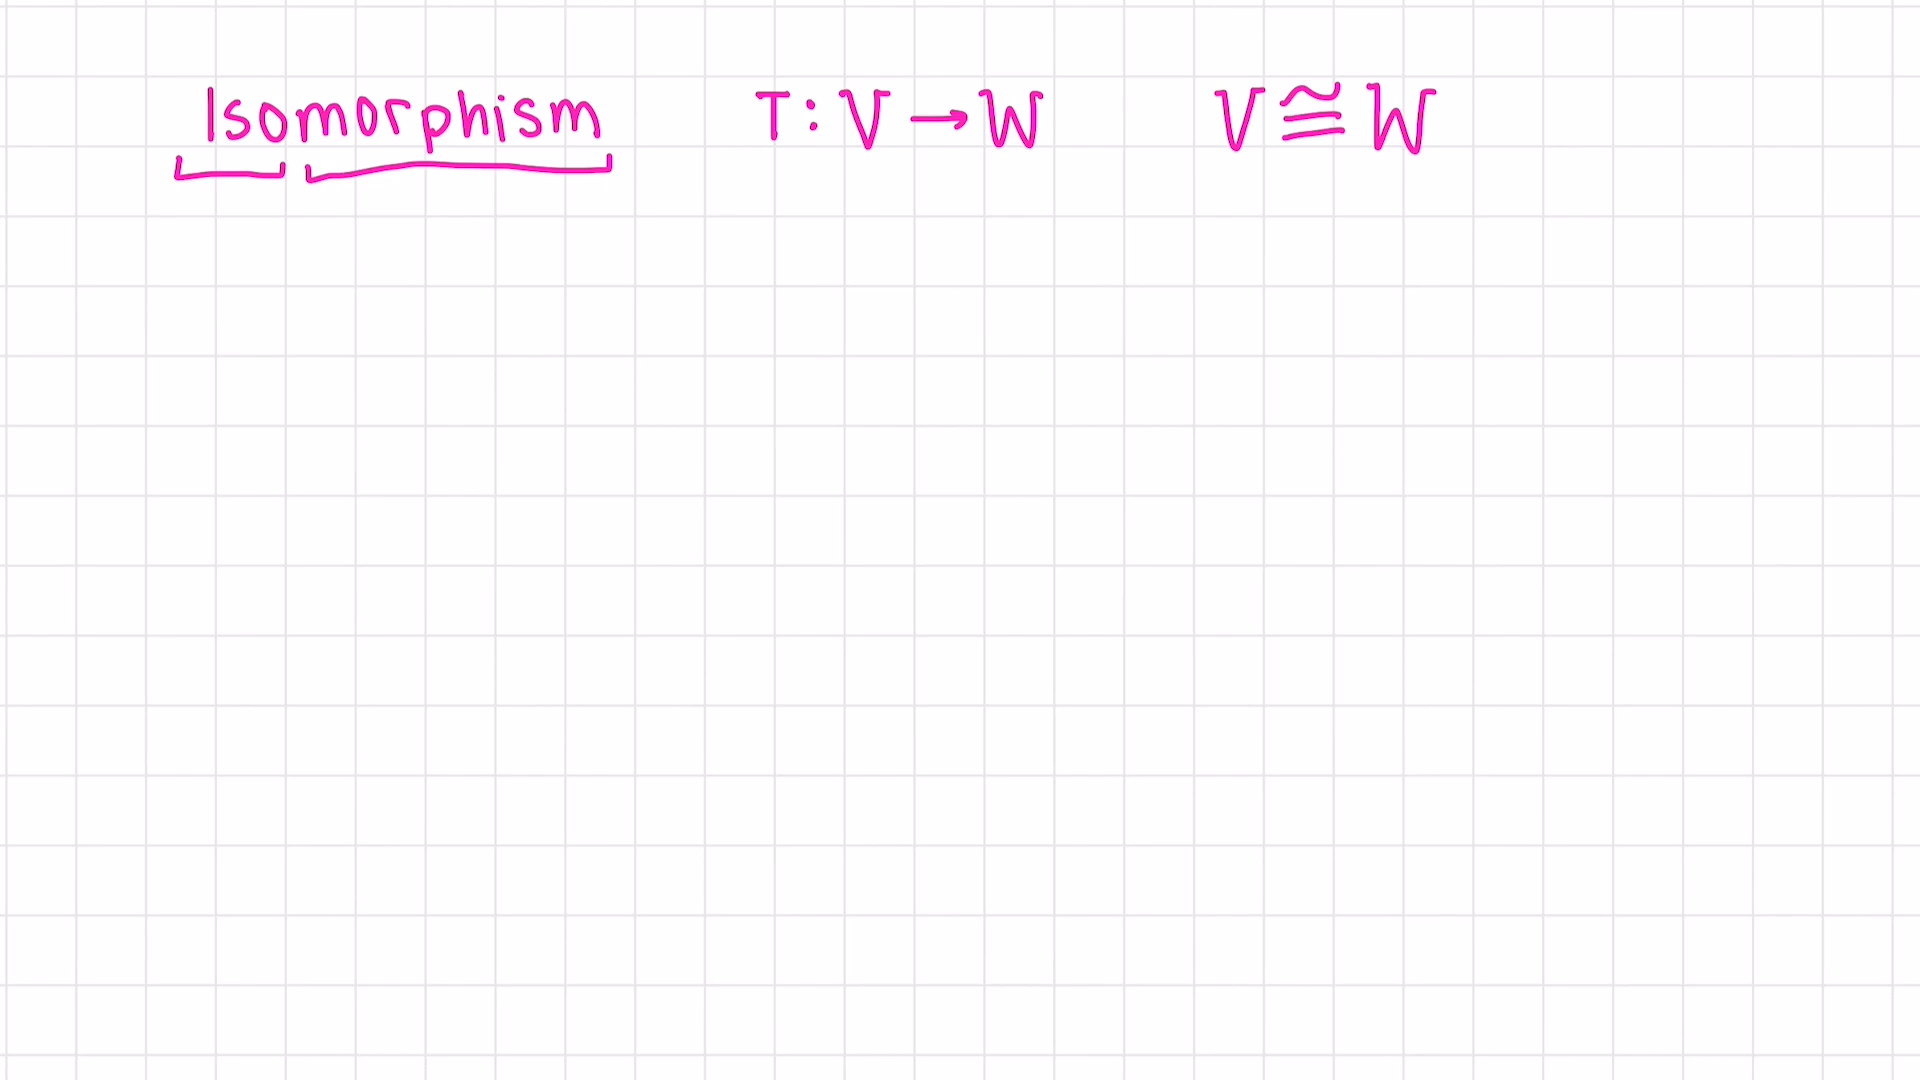 Isomorphism T: V → W V ≅ W